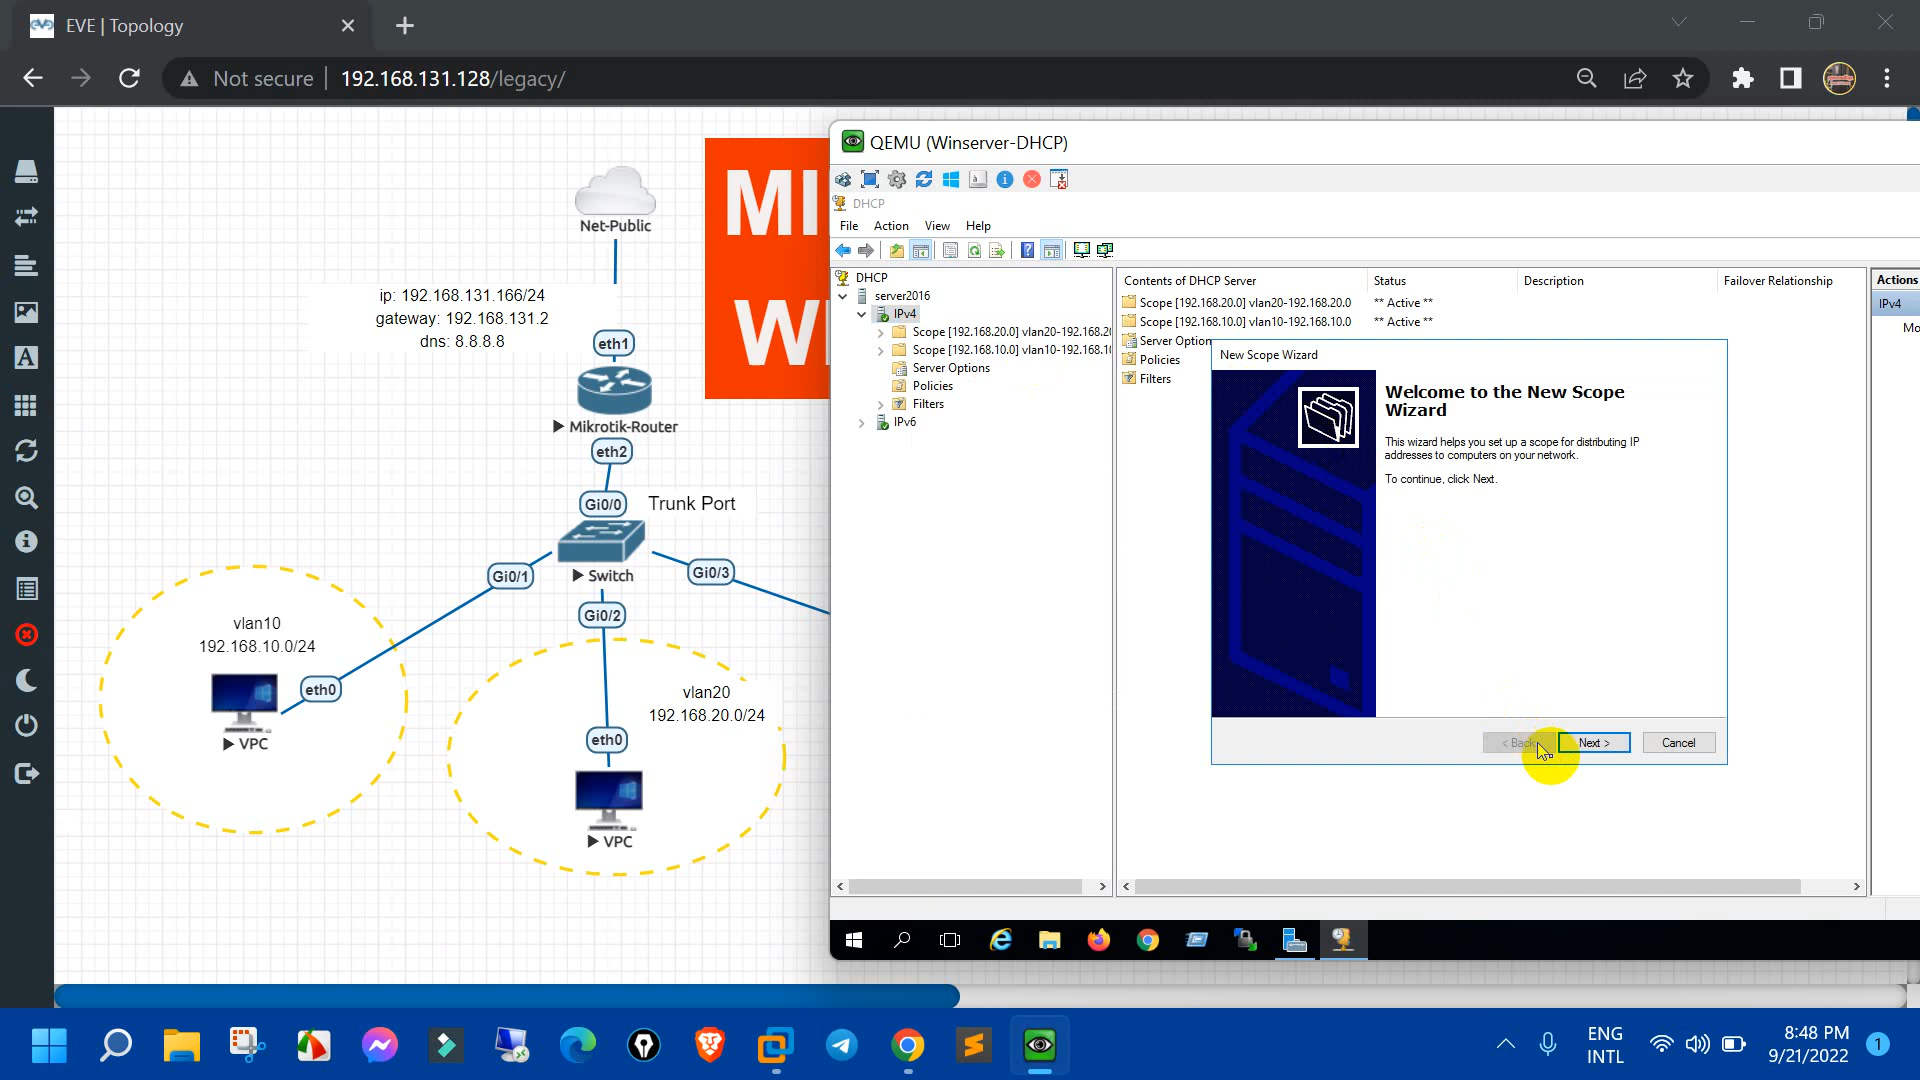 EVE | Topology
Not secure
192.168.131.128/legacy/
Net-Public
ip: 192.168.131.166/24
gateway: 192.168.131.2
dns: 8.8.8.8
eth1
Mikrotik-Router
eth2
Gi0/0
Trunk Port
Switch
Gi0/1
Gi0/3
Gi0/2
vlan10
192.168.10.0/24
eth0
VPC
vlan20
192.168.20.0/24
eth0
VPC
QEMU (Winserver-DHCP)
DHCP
File Action View Help
DHCP
server2016
IPv4
Scope [192.168.20.0] vlan20-192.168.20
Scope [192.168.10.0] vlan10-192.168.10
Server Options
Policies
Filters
IPv6
Contents of DHCP Server Status Description Failover Relationship
Scope [192.168.20.0] vlan20-192.168.20.0 ** Active **
Scope [192.168.10.0] vlan10-192.168.10.0 ** Active **
Server Option
Policies
Filters
Actions
IPv4
Mo
New Scope Wizard
Welcome to the New Scope
Wizard
This wizard helps you set up a scope for distributing IP
addresses to computers on your network.
To continue, click Next.
< Back Next > Cancel
ENG
INTL
8:48 PM
9/21/2022
1